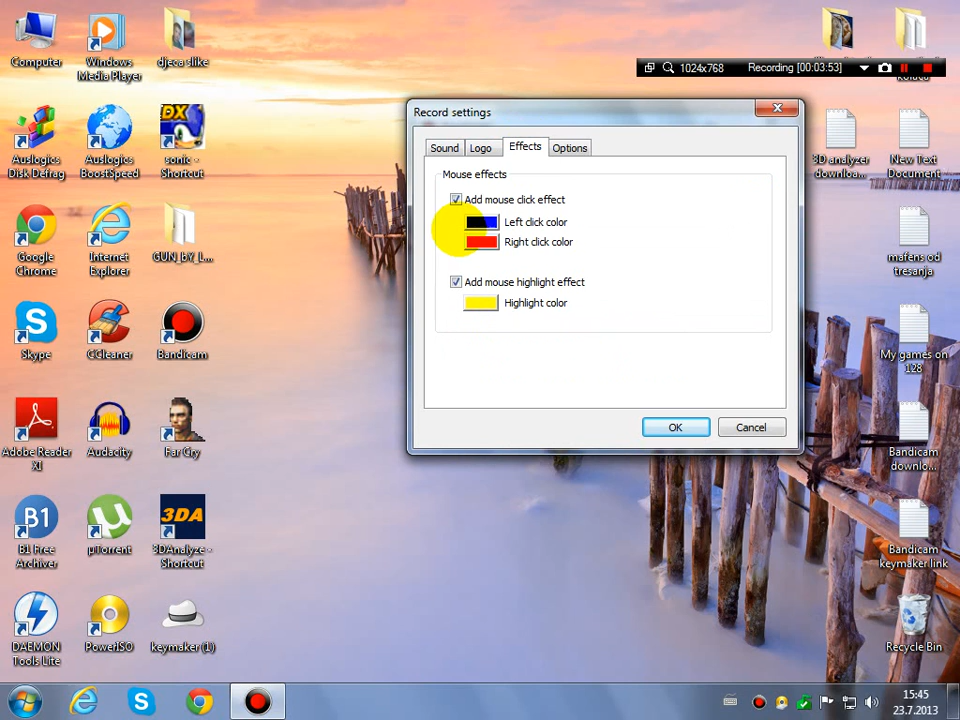 Computer
Windows
Media Player
djeca slike
Auslogics
Disk Defrag
Auslogics
BoostSpeed
DX
sonic -
Shortcut
Google
Chrome
Internet
Explorer
GUN_bY_L...
Skype
CCleaner
Bandicam
Adobe Reader
XI
Audacity
Far Cry
B1
B1 Free
Archiver
µTorrent
3DA
3DAnalyze -
Shortcut
DAEMON
Tools Lite
PowerISO
keymaker(1)
1024x768
Recording [00:03:53]
Record settings
Sound
Logo
Effects
Options
Mouse effects
Add mouse click effect
Left click color
Right click color
Add mouse highlight effect
Highlight color
OK
Cancel
3D analyzer
downloa...
New Text
Document
mafens od
tresanja
My games on
128
Bandicam
downlo...
Bandicam
keymaker link
Recycle Bin
15:45
23.7.2013